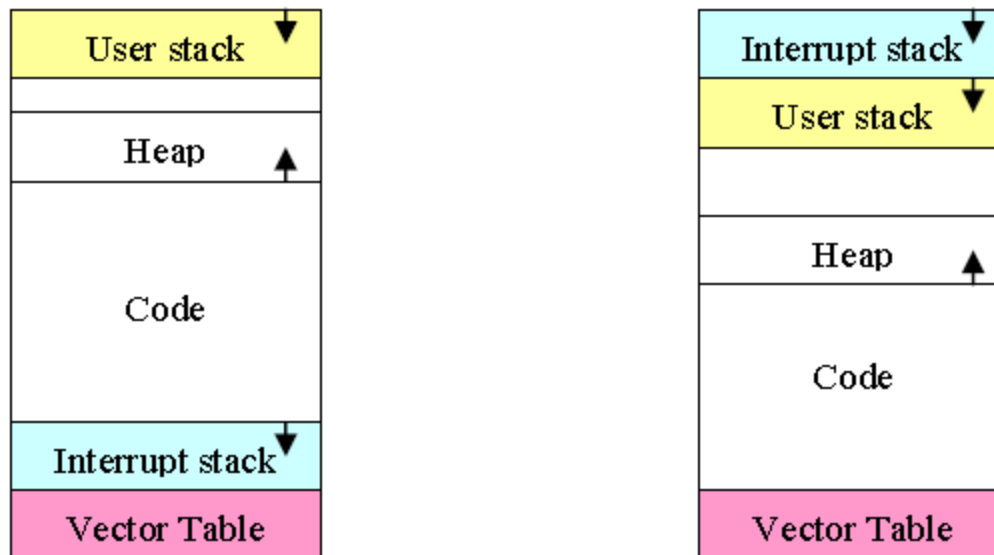 User stack
Heap
Code
Interrupt stack
Vector Table
Interrupt stack
User stack
Heap
Code
Vector Table